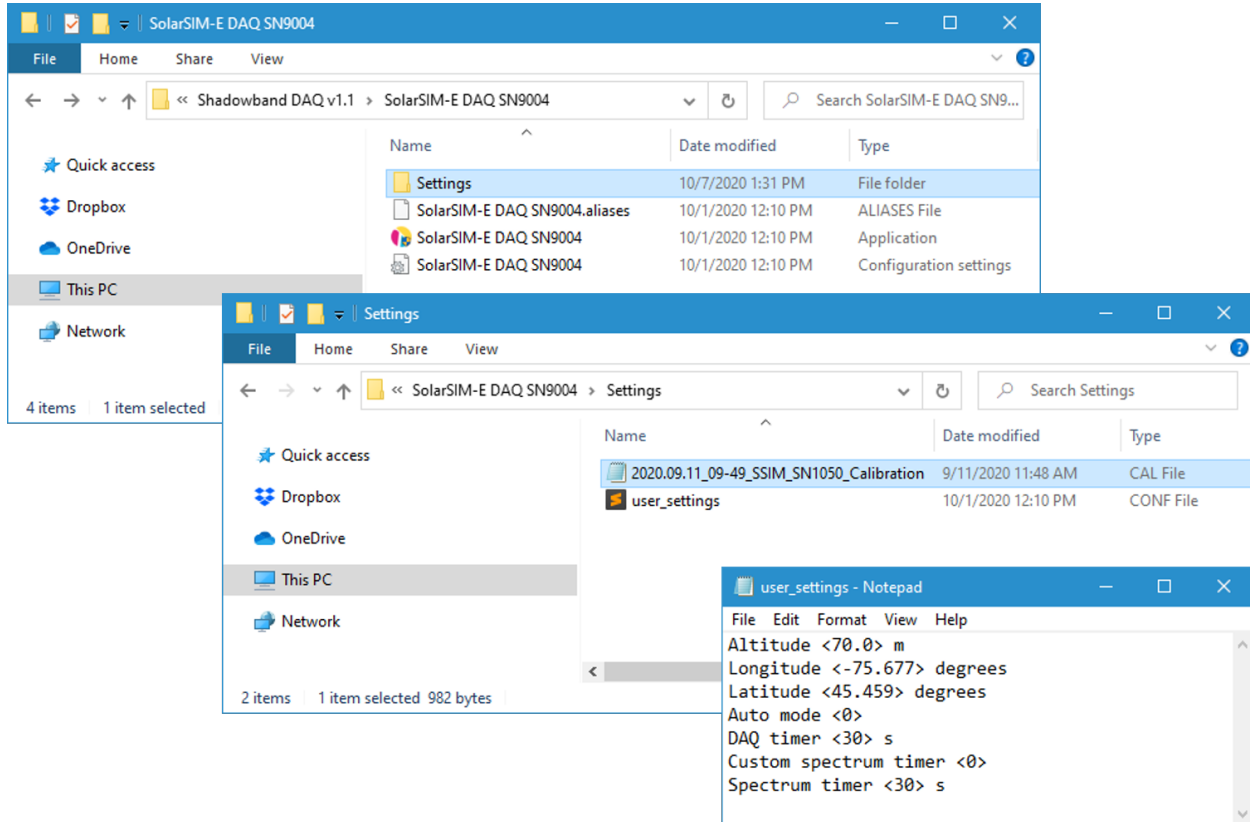 SolarSIM-E DAQ SN9004
File Home Share View
« Shadowband DAQ v1.1 > SolarSIM-E DAQ SN9004
Search SolarSIM-E DAQ SN9...
Name Date modified Type
Quick access
Dropbox
OneDrive
This PC
Network
Settings 10/7/2020 1:31 PM File folder
SolarSIM-E DAQ SN9004.aliases 10/1/2020 12:10 PM ALIASES File
SolarSIM-E DAQ SN9004 10/1/2020 12:10 PM Application
SolarSIM-E DAQ SN9004 10/1/2020 12:10 PM Configuration settings
4 items 1 item selected
Settings
File Home Share View
« SolarSIM-E DAQ SN9004 > Settings
Search Settings
Name Date modified Type
Quick access
Dropbox
OneDrive
This PC
Network
2020.09.11_09-49_SSIM_SN1050_Calibration 9/11/2020 11:48 AM CAL File
user_settings 10/1/2020 12:10 PM CONF File
2 items 1 item selected 982 bytes
user_settings - Notepad
File Edit Format View Help
Altitude <70.0> m
Longitude <-75.677> degrees
Latitude <45.459> degrees
Auto mode <0>
DAQ timer <30> s
Custom spectrum timer <0>
Spectrum timer <30> s